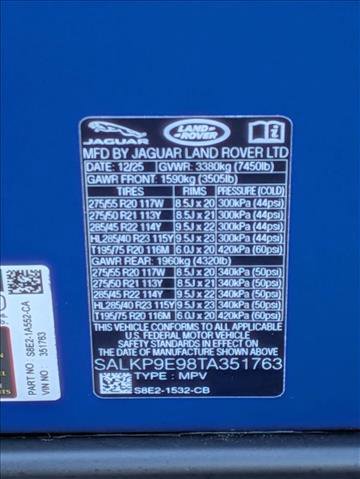 JAGUAR
LAND ROVER
MFD BY JAGUAR LAND ROVER LTD
DATE: 12/25 GVWR: 3380kg (7450lb)
GAWR FRONT: 1590kg (3505lb)
TIRES RIMS PRESSURE (COLD)
275/55 R20 117W 8.5J x 20 300kPa (44psi)
275/50 R21 113Y 8.5J x 21 300kPa (44psi)
285/45 R22 114Y 9.5J x 22 300kPa (44psi)
HL285/40 R23 115Y 9.5J x 23 300kPa (44psi)
T195/75 R20 116M 6.0J x 20 420kPa (61psi)
GAWR REAR: 1960kg (4320lb)
275/55 R20 117W 8.5J x 20 340kPa (50psi)
275/50 R21 113Y 8.5J x 21 340kPa (50psi)
285/45 R22 114Y 9.5J x 22 340kPa (50psi)
HL285/40 R23 115Y 9.5J x 23 340kPa (50psi)
T195/75 R20 116M 6.0J x 20 420kPa (60psi)
THIS VEHICLE CONFORMS TO ALL APPLICABLE
U.S. FEDERAL MOTOR VEHICLE
SAFETY STANDARDS IN EFFECT ON
THE DATE OF MANUFACTURE SHOWN ABOVE
SALKP9E98TA351763
TYPE : MPV
S8E2-1532-CB
PART NO S8E2-1A552-CA
VIN NO 351763